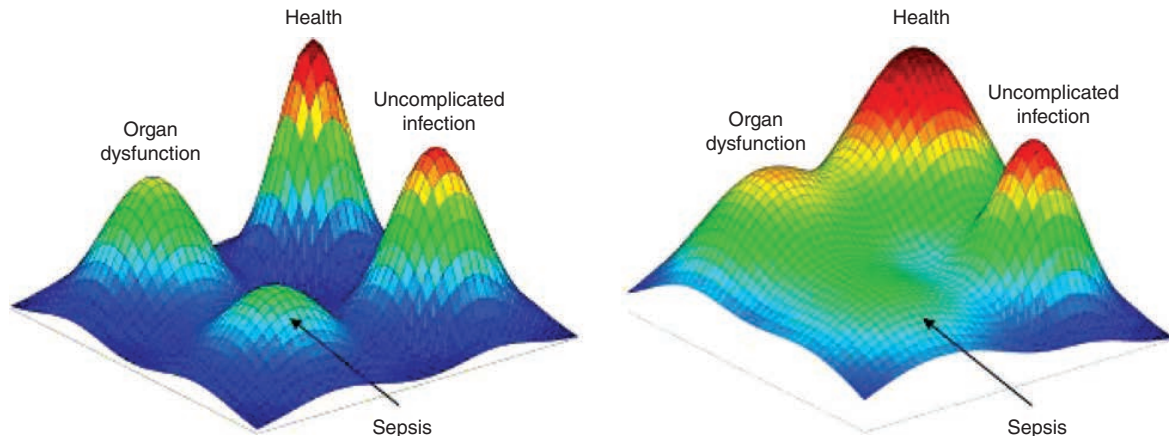 Health
Uncomplicated
infection
Organ
dysfunction
Sepsis
Health
Uncomplicated
infection
Organ
dysfunction
Sepsis